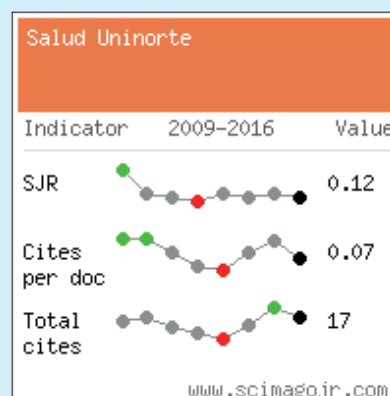 Salud Uninorte
Indicator 2009-2016 Value
SJR 0.12
Cites
per doc 0.07
Total
cites 17
www.scimagojr.com